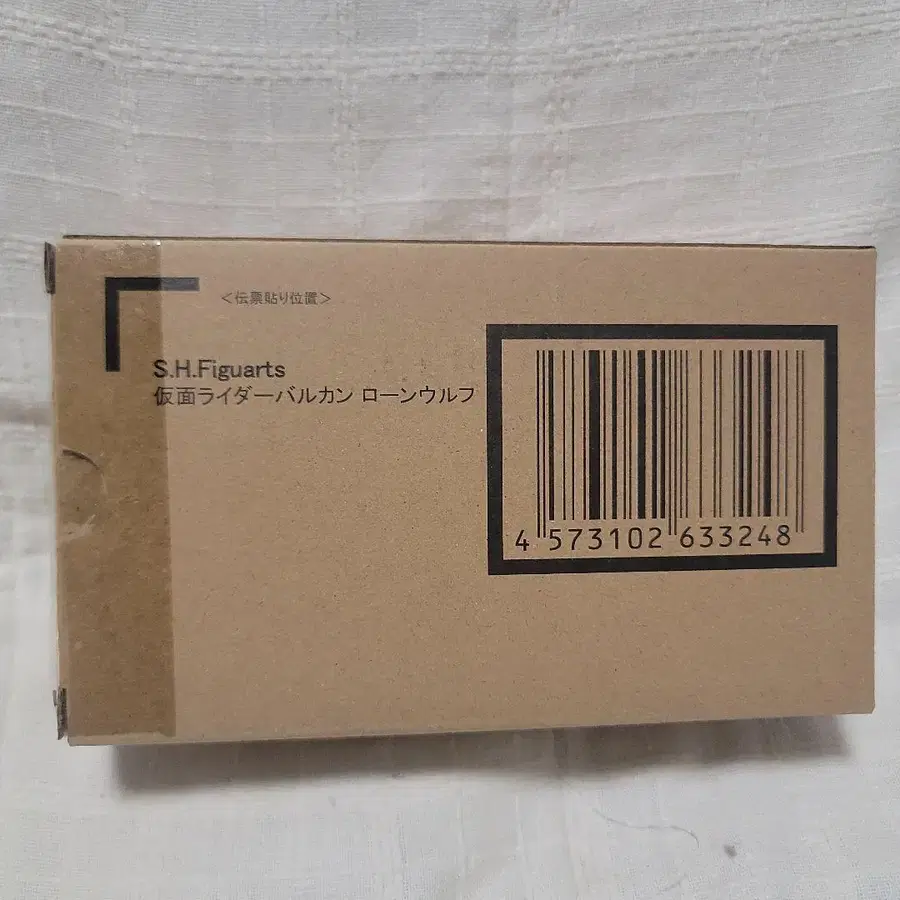 ＜伝票貼り位置＞
S.H.Figuarts
仮面ライダーバルカン ローンウルフ
4 573102 633248